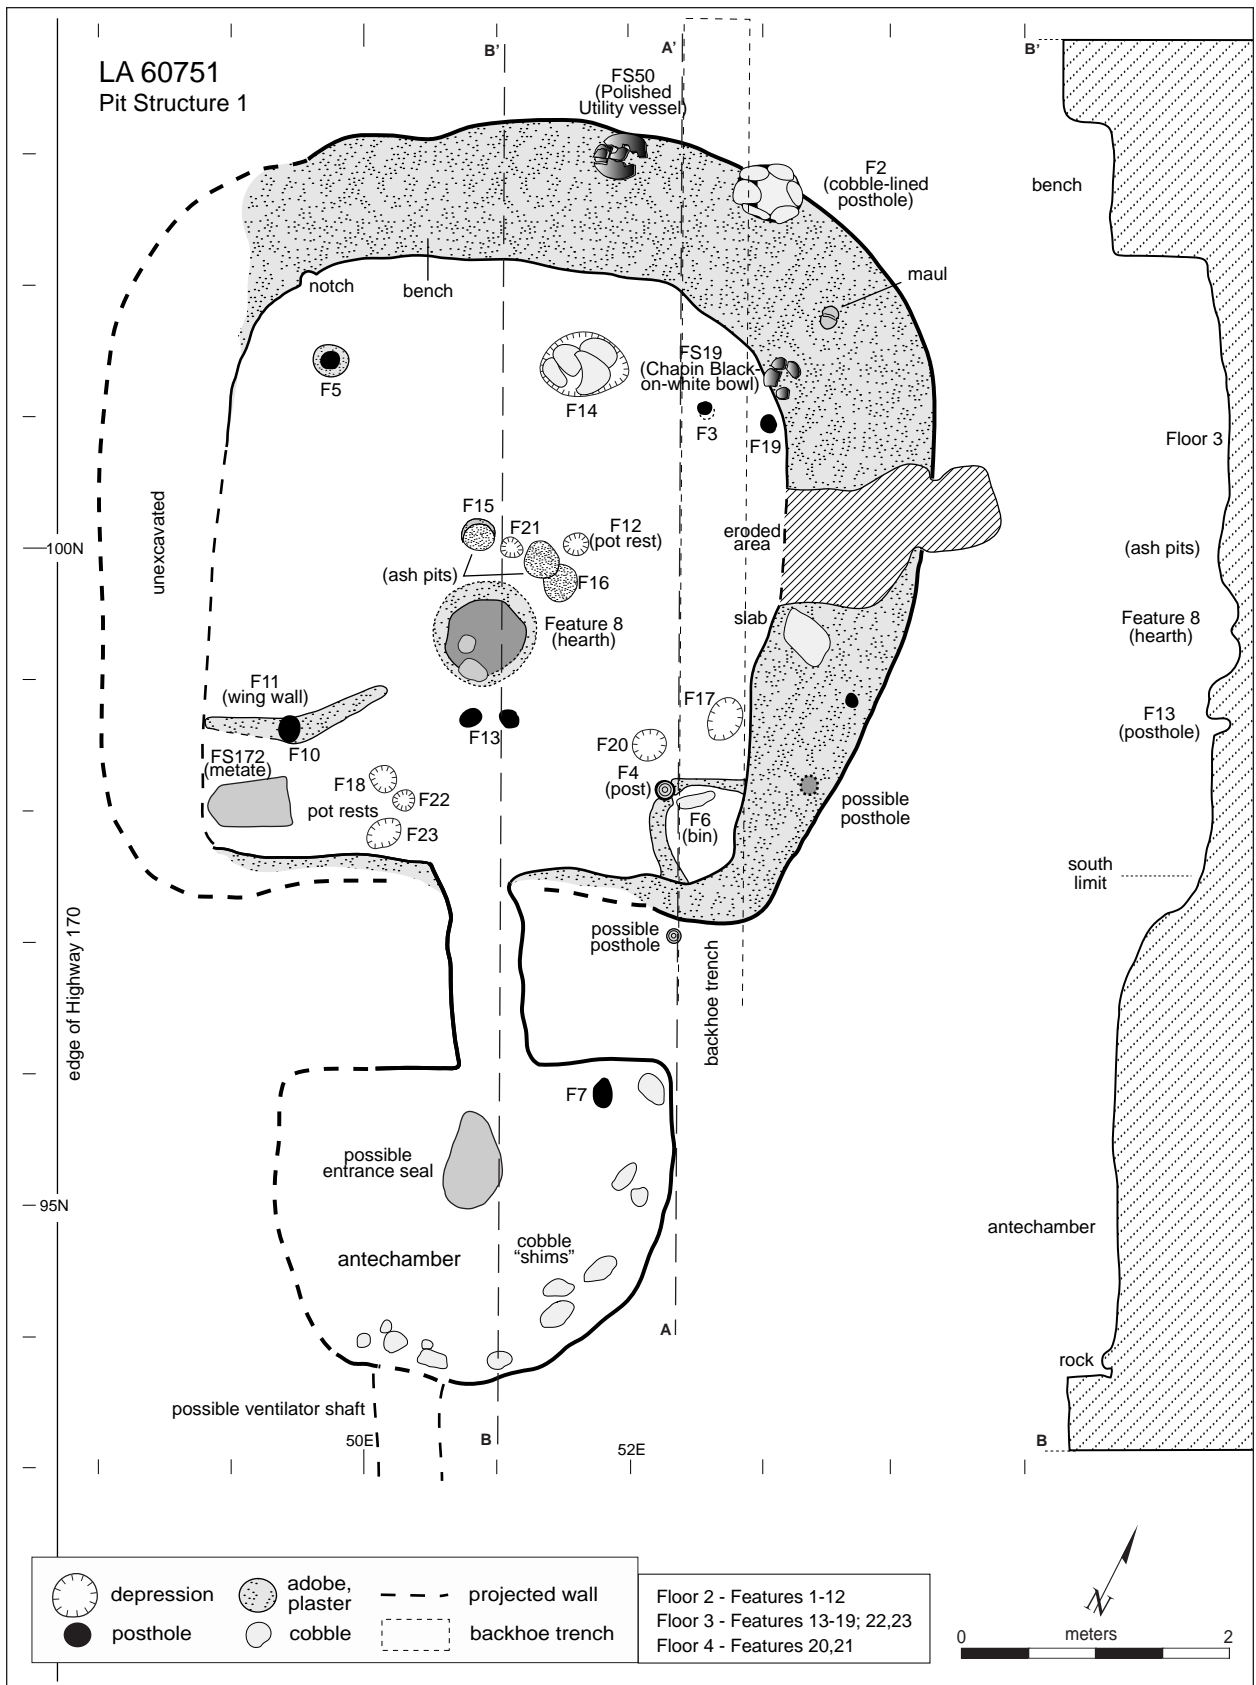 LA 60751
Pit Structure 1
B'
A'
B'
FS50
(Polished
Utility vessel)
F2
(cobble-lined
posthole)
bench
maul
notch
bench
FS19
(Chapin Black-
on-white bowl)
F5
F14
F3
F19
Floor 3
unexcavated
F15
F21
F12
(pot rest)
eroded
area
100N
(ash pits)
F16
(ash pits)
Feature 8
(hearth)
slab
Feature 8
(hearth)
F11
(wing wall)
F17
F13
(posthole)
F10
F13
F20
FS172
(metate)
F4
(post)
F18
F22
pot rests
F23
F6
(bin)
possible
posthole
south
limit
possible
posthole
backhoe trench
edge of Highway 170
F7
possible
entrance seal
95N
antechamber
cobble
“shims”
antechamber
A
rock
possible ventilator shaft
50E
B
52E
B
depression
adobe,
plaster
projected wall
posthole
cobble
backhoe trench
Floor 2 - Features 1-12
Floor 3 - Features 13-19; 22,23
Floor 4 - Features 20,21
N
0 meters 2